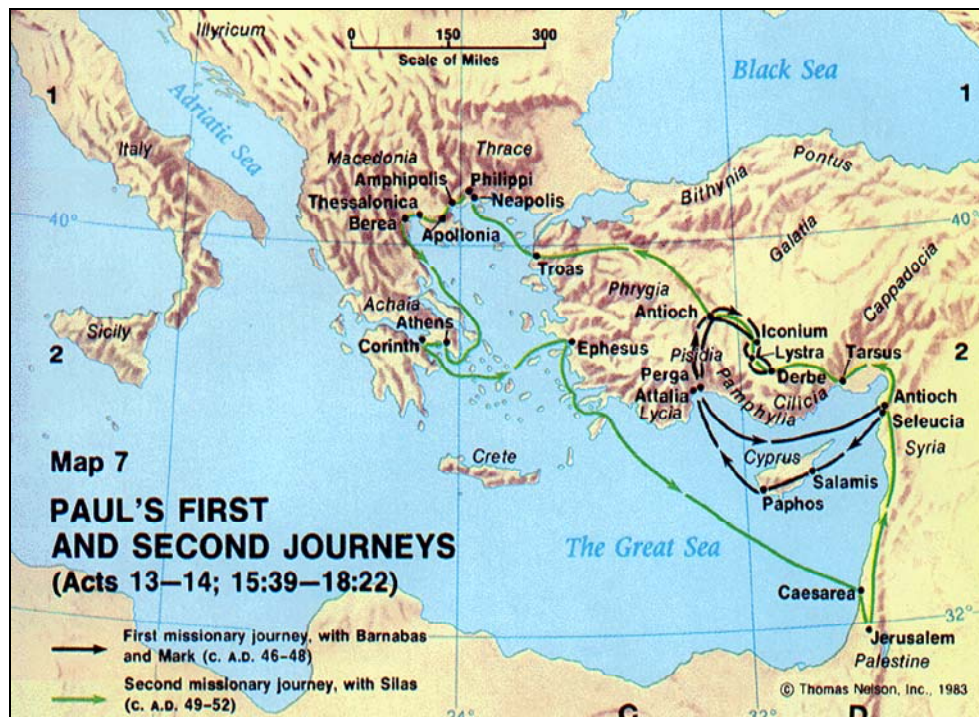 Illyricum
0 150 300
Scale of Miles
Black Sea
1
1
Adriatic Sea
Italy
Macedonia
Thrace
Pontus
Bithynia
Amphipolis
Philippi
Thessalonica
Neapolis
Berea
Apollonia
40°
40°
Galatia
Troas
Cappadocia
Phrygia
Achaia
Antioch
Athens
Iconium
Sicily
Corinth
Ephesus
Lystra
Tarsus
2
2
Pisidia
Derbe
Perga
Pamphylia
Cilicia
Antioch
Attalia
Lycia
Seleucia
Syria
Cyprus
Crete
Salamis
Paphos
Map 7
PAUL'S FIRST
AND SECOND JOURNEYS
(Acts 13—14; 15:39—18:22)
The Great Sea
Caesarea
32°
Jerusalem
Palestine
First missionary journey, with Barnabas
and Mark (C. A.D. 46-48)
Second missionary journey, with Silas
(C. A.D. 49-52)
© Thomas Nelson, Inc., 1983
24°
C
32°
D